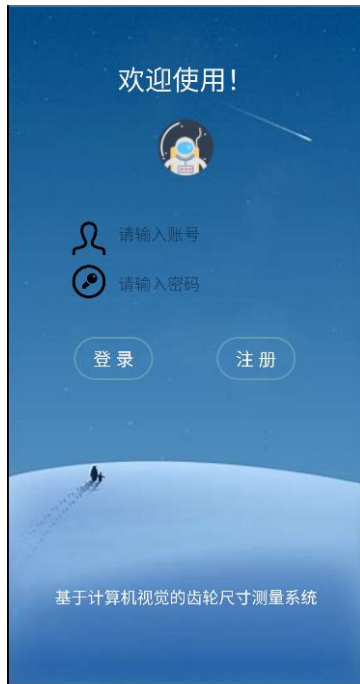 欢迎使用！
请输入账号
请输入密码
登录
注册
基于计算机视觉的齿轮尺寸测量系统